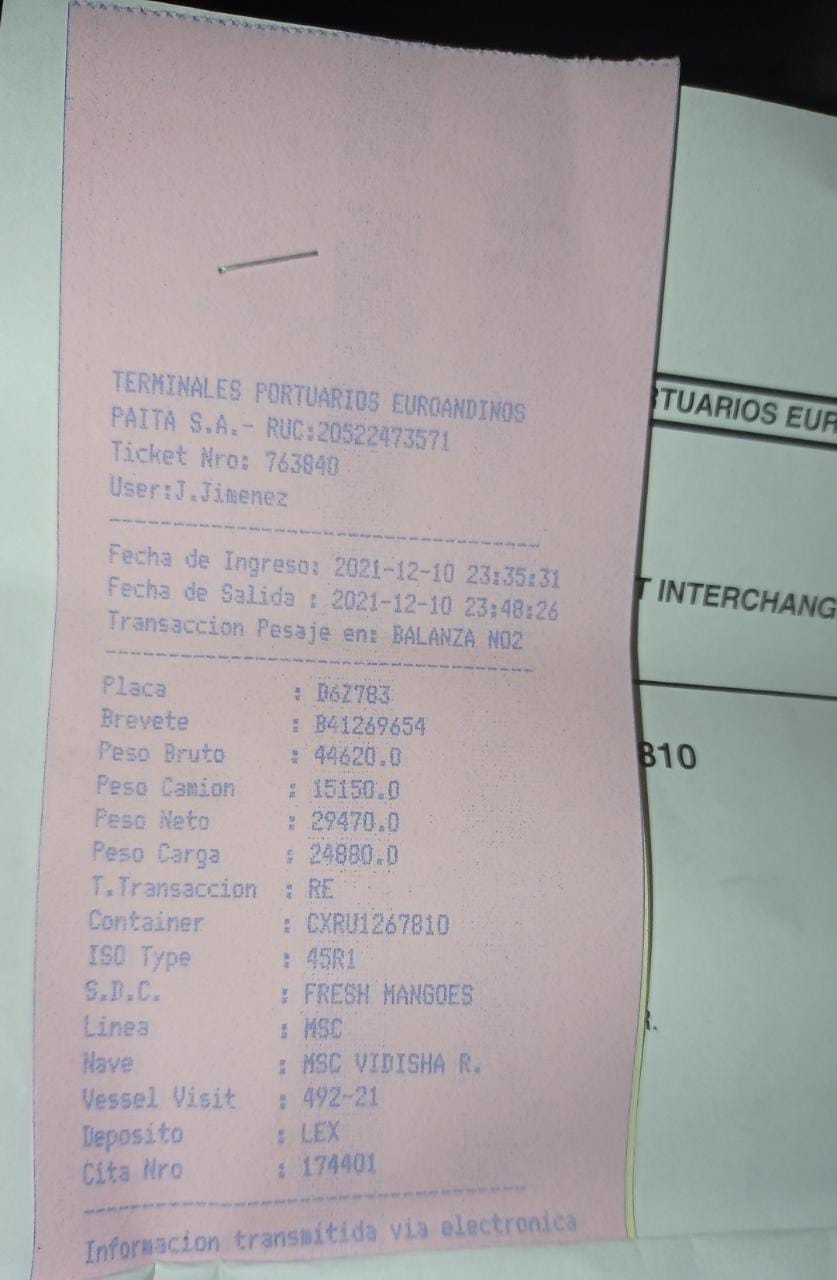 TERMINALES PORTUARIOS EUROANDINOS
PAITA S.A.- RUC:20522473571
Ticket Nro: 763840
User:J.Jimenez
Fecha de Ingreso: 2021-12-10 23:35:31
Fecha de Salida : 2021-12-10 23:48:26
Transaccion Pesaje en: BALANZA NO2
Placa : D6Z783
Brevete : B41269654
Peso Bruto : 44620.0
Peso Camion : 15150.0
Peso Neto : 29470.0
Peso Carga : 24880.0
T.Transaccion : RE
Container : CXRU1267810
ISO Type : 45R1
S.D.C. : FRESH MANGOES
Linea : MSC
Nave : MSC VIDISHA R.
Vessel Visit : 492-21
Deposito : LEX
Cita Nro : 174401
Informacion transmitida via electronica
RTUARIOS EUR
T INTERCHANG
810
R.